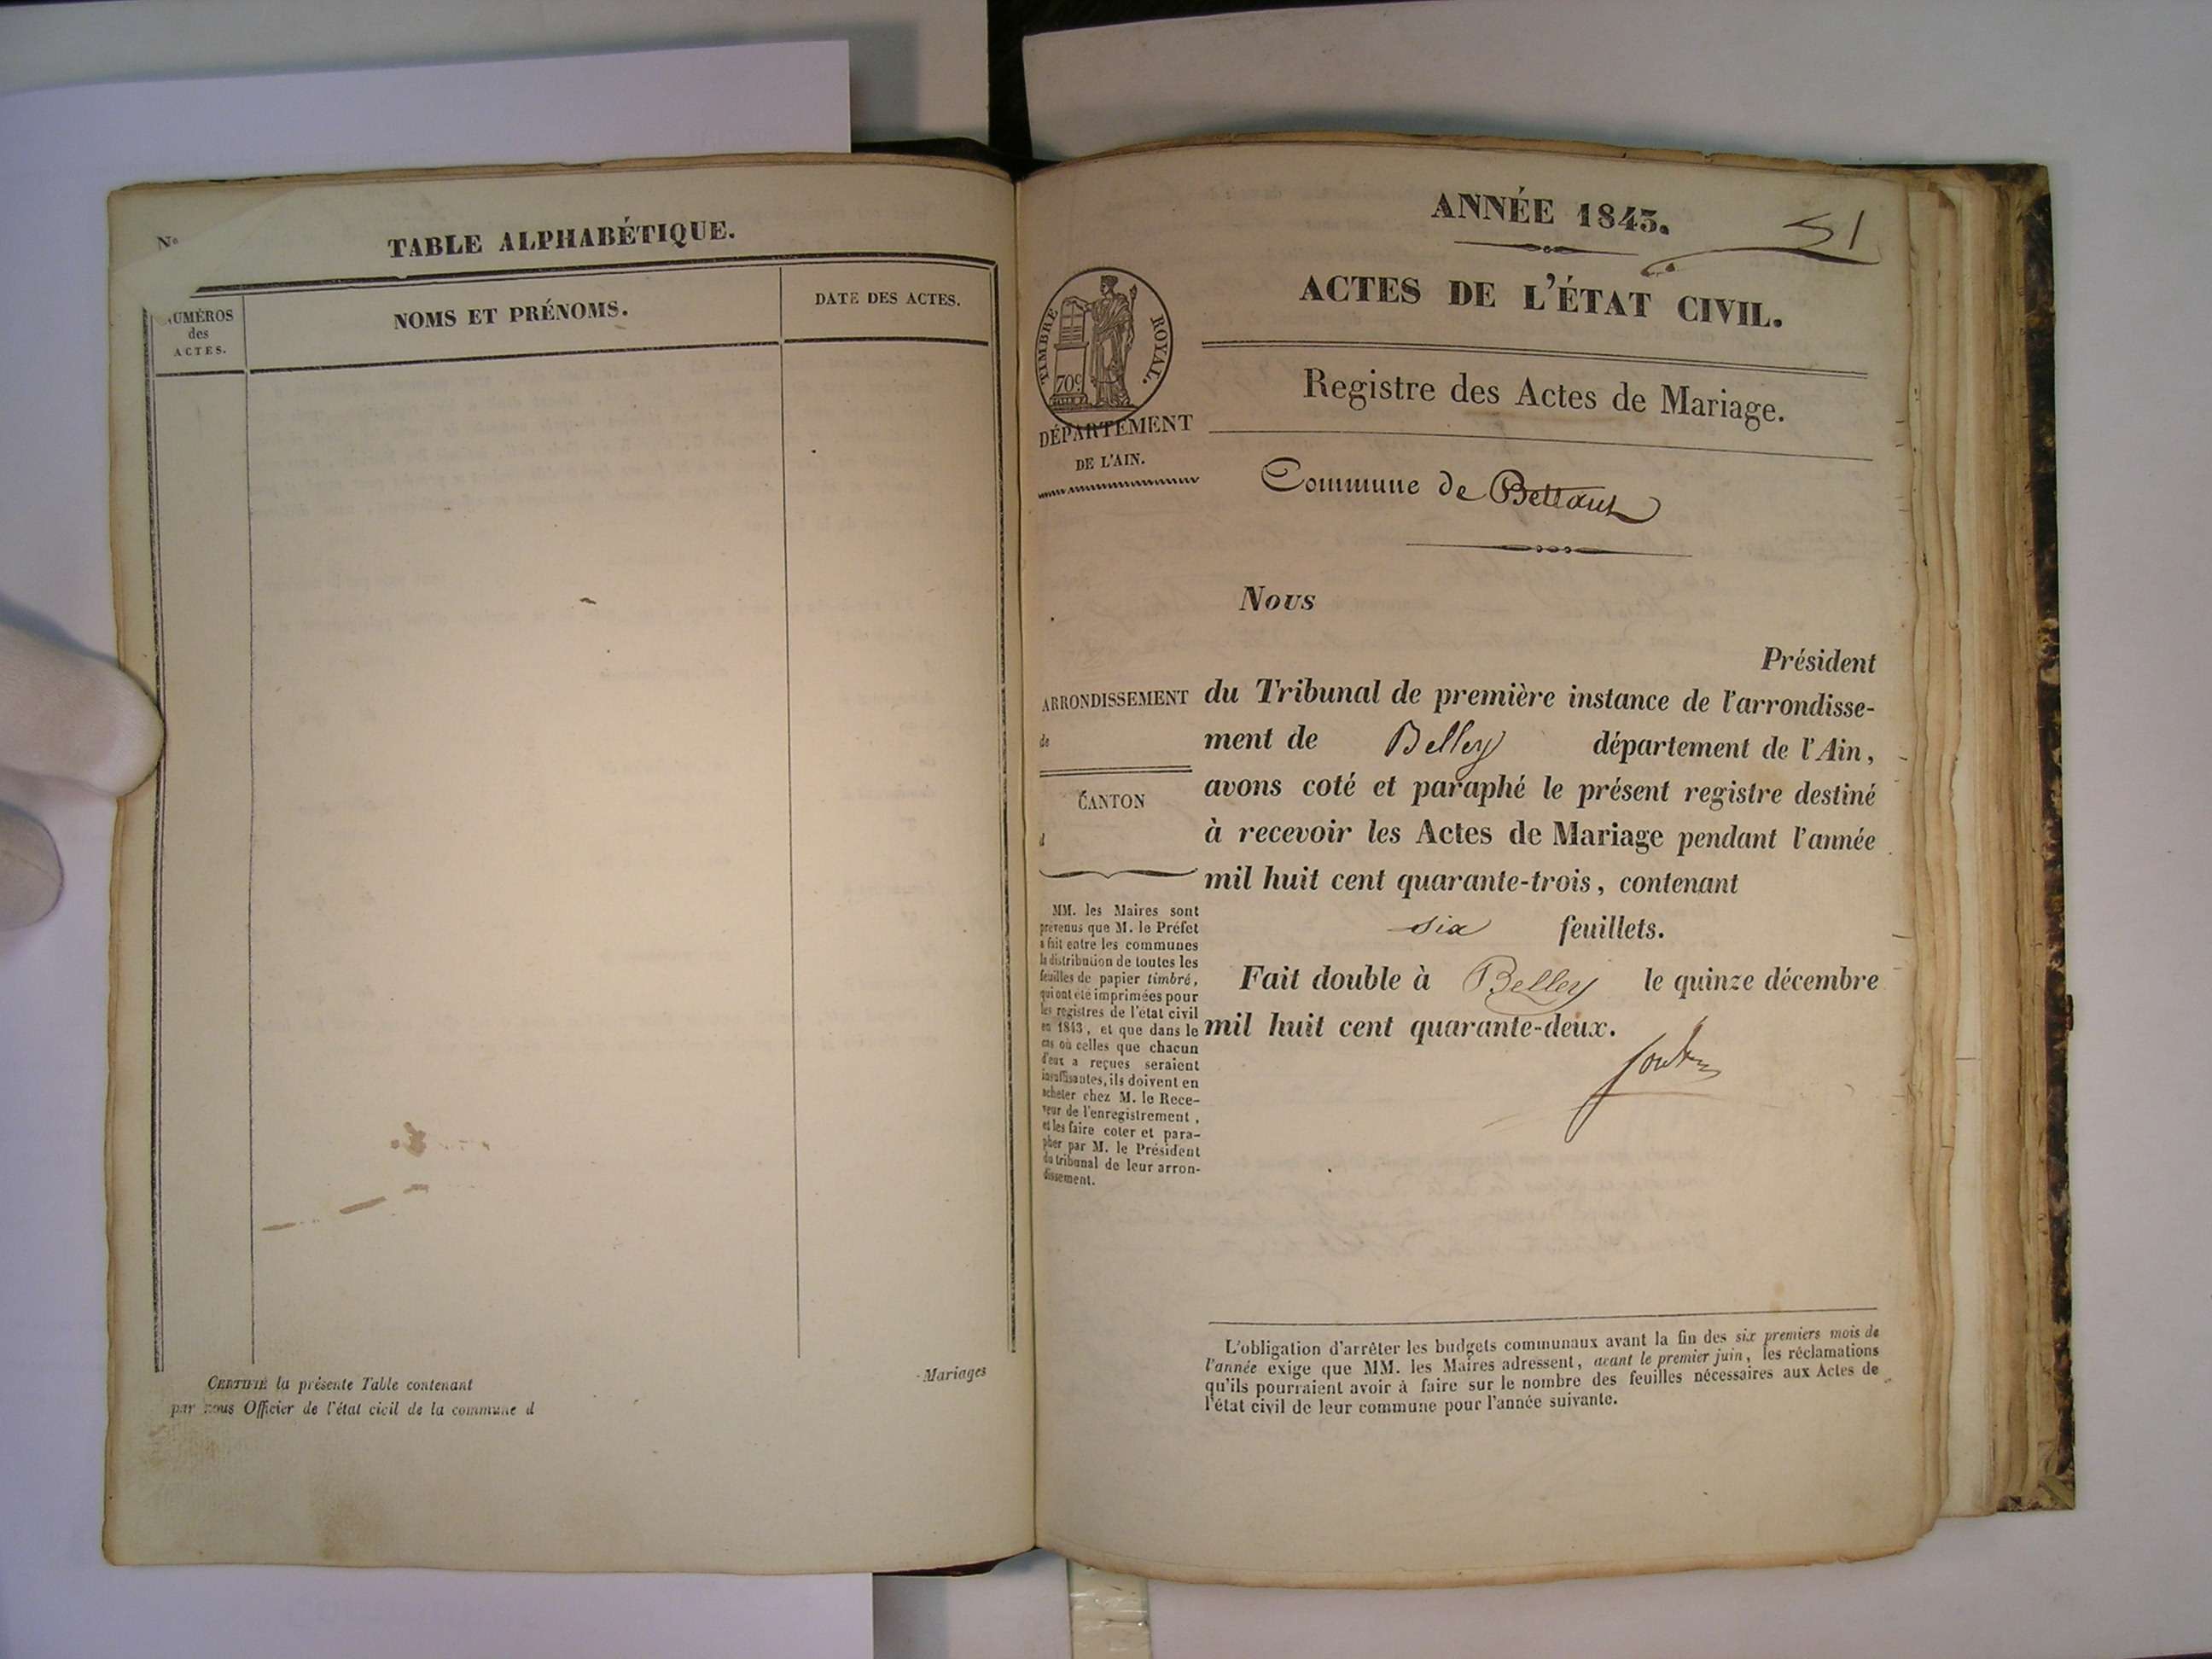 N°
TABLE ALPHABÉTIQUE.
NUMÉROS
des
ACTES.
NOMS ET PRÉNOMS.
DATE DES ACTES.
CERTIFIÉ la présente Table contenant
par nous Officier de l'état civil de la commune d
Mariages
ANNÉE 1843.
51
ACTES DE L'ÉTAT CIVIL.
TIMBRE ROYAL.
70c
DÉPARTEMENT
DE L'AIN.
Registre des Actes de Mariage.
Commune de
Nous
Président
ARRONDISSEMENT
de
CANTON
d
du Tribunal de première instance de l'arrondisse-
ment de Belley département de l'Ain,
avons coté et paraphé le présent registre destiné
à recevoir les Actes de Mariage pendant l'année
mil huit cent quarante-trois, contenant
six feuillets.
Fait double à Belley le quinze décembre
mil huit cent quarante-deux.
MM. les Maires sont
prévenus que M. le Préfet
a fait entre les communes
la distribution de toutes les
feuilles de papier timbré,
qui ont été imprimées pour
les registres de l'état civil
en 1843, et que dans le
cas où celles que chacun
d'eux a reçues seraient
insuffisantes, ils doivent en
acheter chez M. le Rece-
veur de l'enregistrement,
et les faire coter et para-
pher par M. le Président
du tribunal de leur arron-
dissement.
L'obligation d'arrêter les budgets communaux avant la fin des six premiers mois de
l'année exige que MM. les Maires adressent, avant le premier juin, les réclamations
qu'ils pourraient avoir à faire sur le nombre des feuilles nécessaires aux Actes de
l'état civil de leur commune pour l'année suivante.